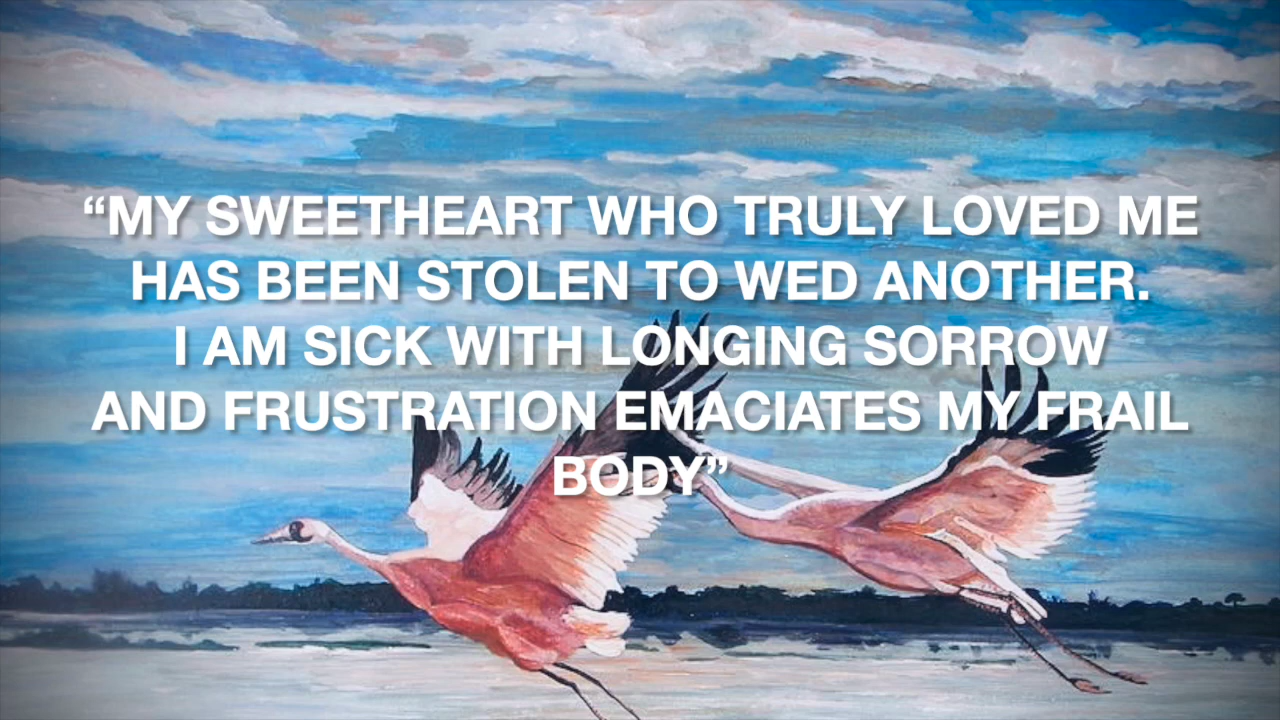 “MY SWEETHEART WHO TRULY LOVED ME
HAS BEEN STOLEN TO WED ANOTHER.
I AM SICK WITH LONGING SORROW
AND FRUSTRATION EMACIATES MY FRAIL
BODY”